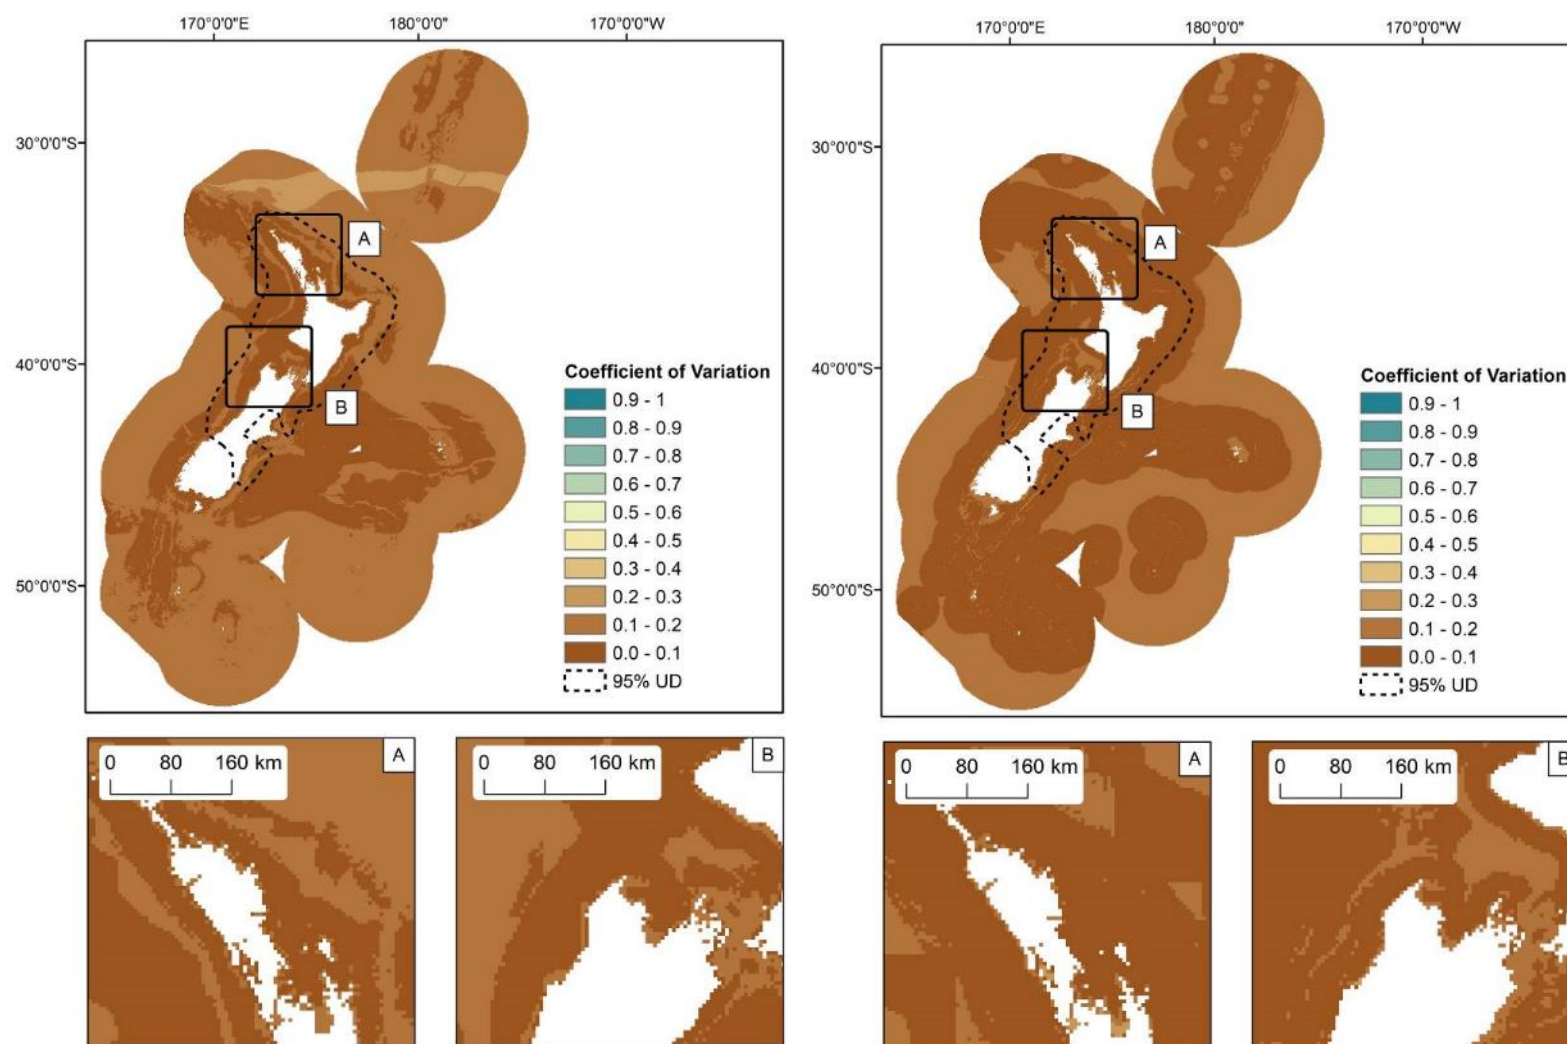 170°0'0"E 180°0'0" 170°0'0"W
30°0'0"S
40°0'0"S
50°0'0"S
A
B
Coefficient of Variation
0.9 - 1
0.8 - 0.9
0.7 - 0.8
0.6 - 0.7
0.5 - 0.6
0.4 - 0.5
0.3 - 0.4
0.2 - 0.3
0.1 - 0.2
0.0 - 0.1
95% UD
0 80 160 km
A
0 80 160 km
B
170°0'0"E 180°0'0" 170°0'0"W
30°0'0"S
40°0'0"S
50°0'0"S
A
B
Coefficient of Variation
0.9 - 1
0.8 - 0.9
0.7 - 0.8
0.6 - 0.7
0.5 - 0.6
0.4 - 0.5
0.3 - 0.4
0.2 - 0.3
0.1 - 0.2
0.0 - 0.1
95% UD
0 80 160 km
A
0 80 160 km
B